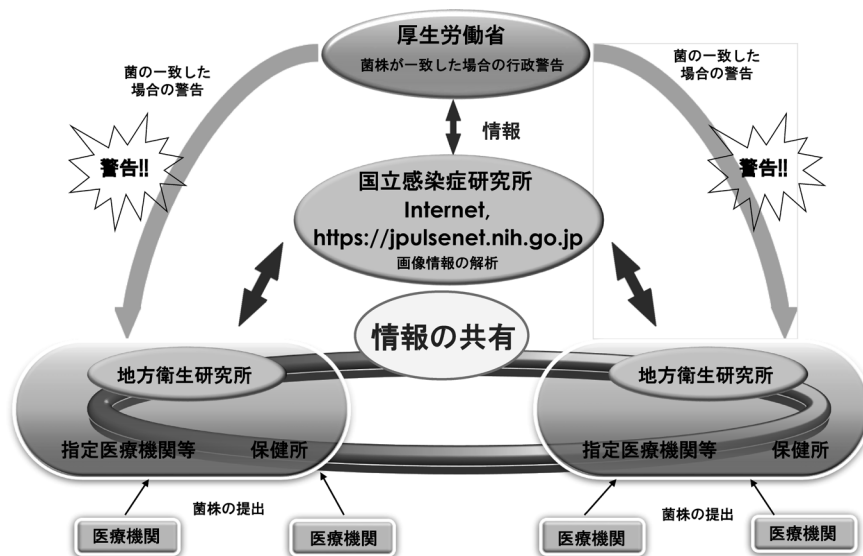 厚生労働省
菌株が一致した場合の行政警告
菌の一致した
場合の警告
菌の一致した
場合の警告
情報
警告!!
警告!!
国立感染症研究所
Internet,
https://jpulsenet.nih.go.jp
画像情報の解析
情報の共有
地方衛生研究所
地方衛生研究所
指定医療機関等
保健所
指定医療機関等
保健所
菌株の提出
菌株の提出
医療機関
医療機関
医療機関
医療機関